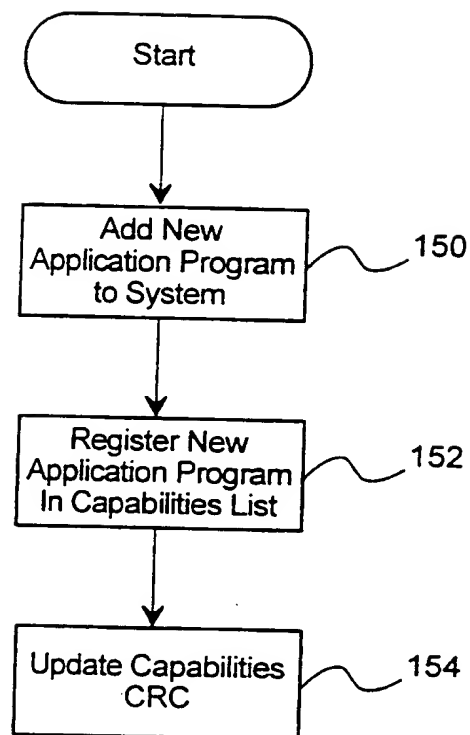 Start
Add New
Application Program
to System
150
Register New
Application Program
In Capabilities List
152
Update Capabilities
CRC
154